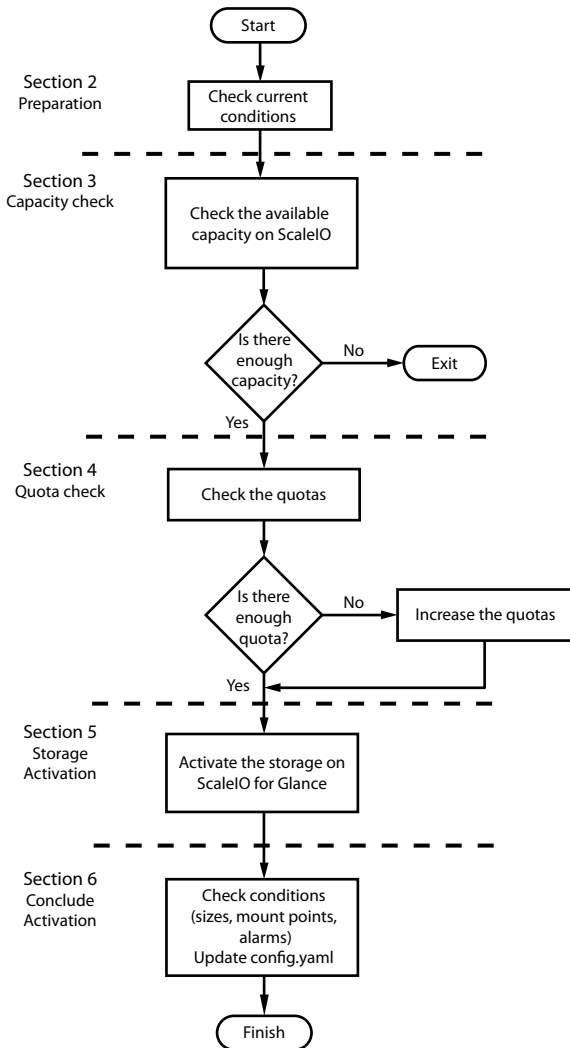 Start
Section 2
Preparation
Check current
conditions
Section 3
Capacity check
Check the available
capacity on ScaleIO
Is there
enough
capacity?
No
Exit
Yes
Section 4
Quota check
Check the quotas
Is there
enough
quota?
No
Increase the quotas
Yes
Section 5
Storage
Activation
Activate the storage on
ScaleIO for Glance
Section 6
Conclude
Activation
Check conditions
(sizes, mount points,
alarms)
Update config.yaml
Finish